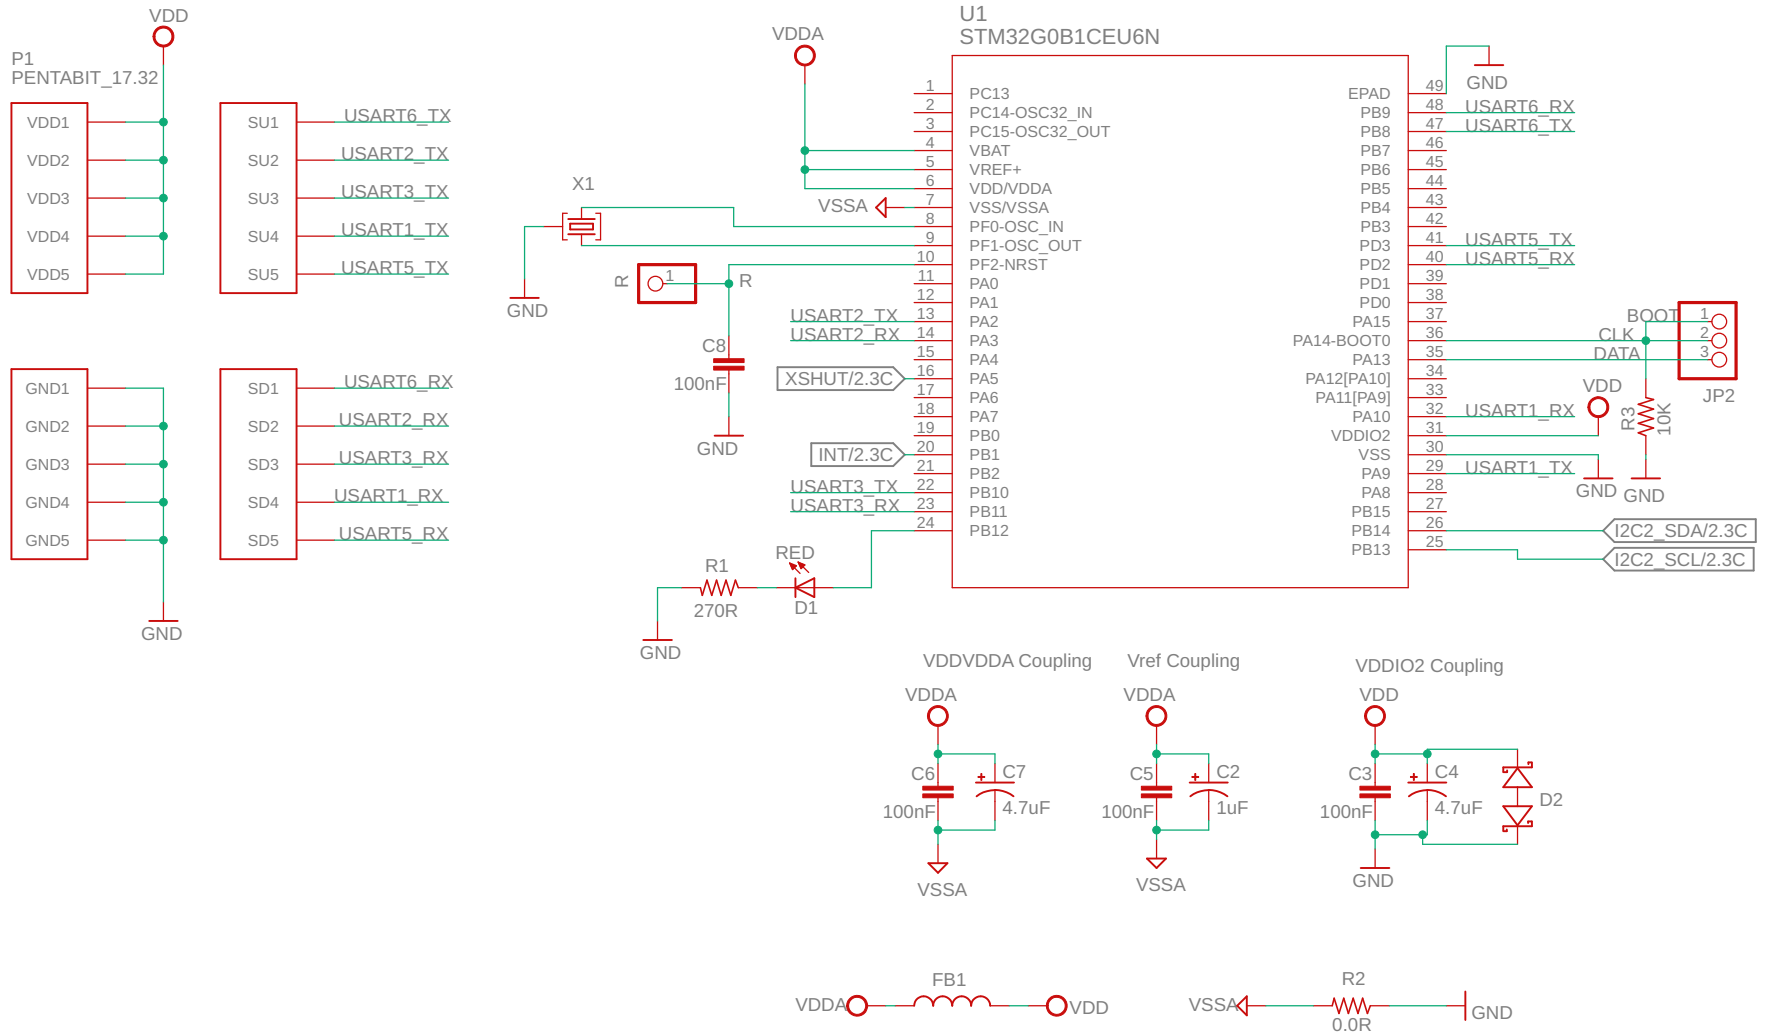 VDD
P1
PENTABIT_17.32
VDD1
VDD2
VDD3
VDD4
VDD5
SU1 USART6_TX
SU2 USART2_TX
SU3 USART3_TX
SU4 USART1_TX
SU5 USART5_TX
GND1
GND2
GND3
GND4
GND5
GND
SD1 USART6_RX
SD2 USART2_RX
SD3 USART3_RX
SD4 USART1_RX
SD5 USART5_RX
U1
STM32G0B1CEU6N
VDDA
VSSA
X1
GND
R
1
R
C8
100nF
GND
1 PC13
2 PC14-OSC32_IN
3 PC15-OSC32_OUT
4 VBAT
5 VREF+
6 VDD/VDDA
7 VSS/VSSA
8 PF0-OSC_IN
9 PF1-OSC_OUT
10 PF2-NRST
11 PA0
12 PA1
USART2_TX 13 PA2
USART2_RX 14 PA3
15 PA4
XSHUT/2.3C 16 PA5
17 PA6
18 PA7
19 PB0
INT/2.3C 20 PB1
21 PB2
USART3_TX 22 PB10
USART3_RX 23 PB11
24 PB12
RED
D1
R1
270R
GND
EPAD 49
GND
PB9 48 USART6_RX
PB8 47 USART6_TX
PB7 46
PB6 45
PB5 44
PB4 43
PB3 42
PD3 41 USART5_TX
PD2 40 USART5_RX
PD1 39
PD0 38
PA15 37
PA14-BOOT0 36
PA13 35
PA12[PA10] 34
PA11[PA9] 33
PA10 32 USART1_RX
VDDIO2 31
VSS 30
PA9 29 USART1_TX
PA8 28
PB15 27
PB14 26 I2C2_SDA/2.3C
PB13 25 I2C2_SCL/2.3C
BOOT 1
CLK 2
DATA 3
JP2
VDD
R3
10K
GND
GND
VDDVDDA Coupling
VDDA
C6
100nF
C7
4.7uF
VSSA
Vref Coupling
VDDA
C5
100nF
C2
1uF
VSSA
VDDIO2 Coupling
VDD
C3
100nF
C4
4.7uF
D2
GND
FB1
VDDA VDD
R2
VSSA GND
0.0R